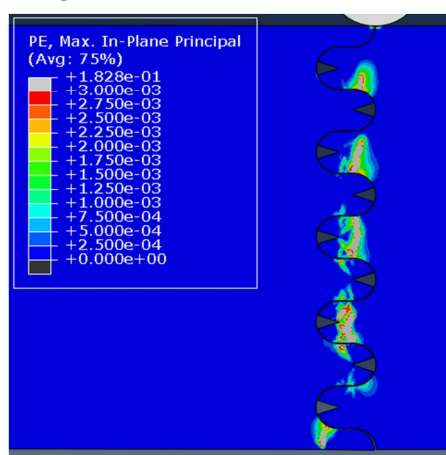 PE, Max. In-Plane Principal
(Avg: 75%)
+1.828e-01
+3.000e-03
+2.750e-03
+2.500e-03
+2.250e-03
+2.000e-03
+1.750e-03
+1.500e-03
+1.250e-03
+1.000e-03
+7.500e-04
+5.000e-04
+2.500e-04
+0.000e+00